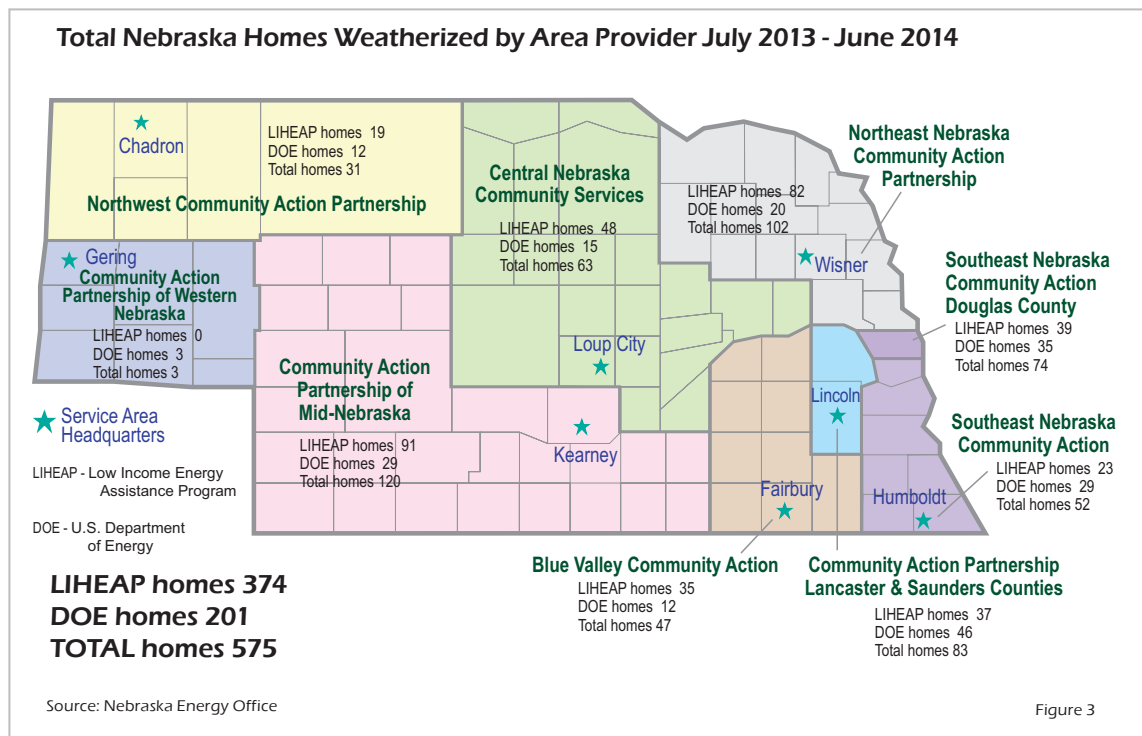 Total Nebraska Homes Weatherized by Area Provider July 2013 - June 2014
Chadron
LIHEAP homes 19
DOE homes 12
Total homes 31
Northwest Community Action Partnership
Central Nebraska
Community Services
LIHEAP homes 48
DOE homes 15
Total homes 63
Loup City
LIHEAP homes 82
DOE homes 20
Total homes 102
Wisner
Northeast Nebraska
Community Action
Partnership
Gering
Community Action
Partnership of Western
Nebraska
LIHEAP homes 0
DOE homes 3
Total homes 3
Community Action
Partnership of
Mid-Nebraska
LIHEAP homes 91
DOE homes 29
Total homes 120
Kearney
Southeast Nebraska
Community Action
Douglas County
LIHEAP homes 39
DOE homes 35
Total homes 74
Lincoln
Southeast Nebraska
Community Action
LIHEAP homes 23
DOE homes 29
Total homes 52
Fairbury
Humboldt
Service Area
Headquarters
LIHEAP - Low Income Energy
Assistance Program
DOE - U.S. Department
of Energy
Blue Valley Community Action
LIHEAP homes 35
DOE homes 12
Total homes 47
Community Action Partnership
Lancaster & Saunders Counties
LIHEAP homes 37
DOE homes 46
Total homes 83
LIHEAP homes 374
DOE homes 201
TOTAL homes 575
Source: Nebraska Energy Office
Figure 3